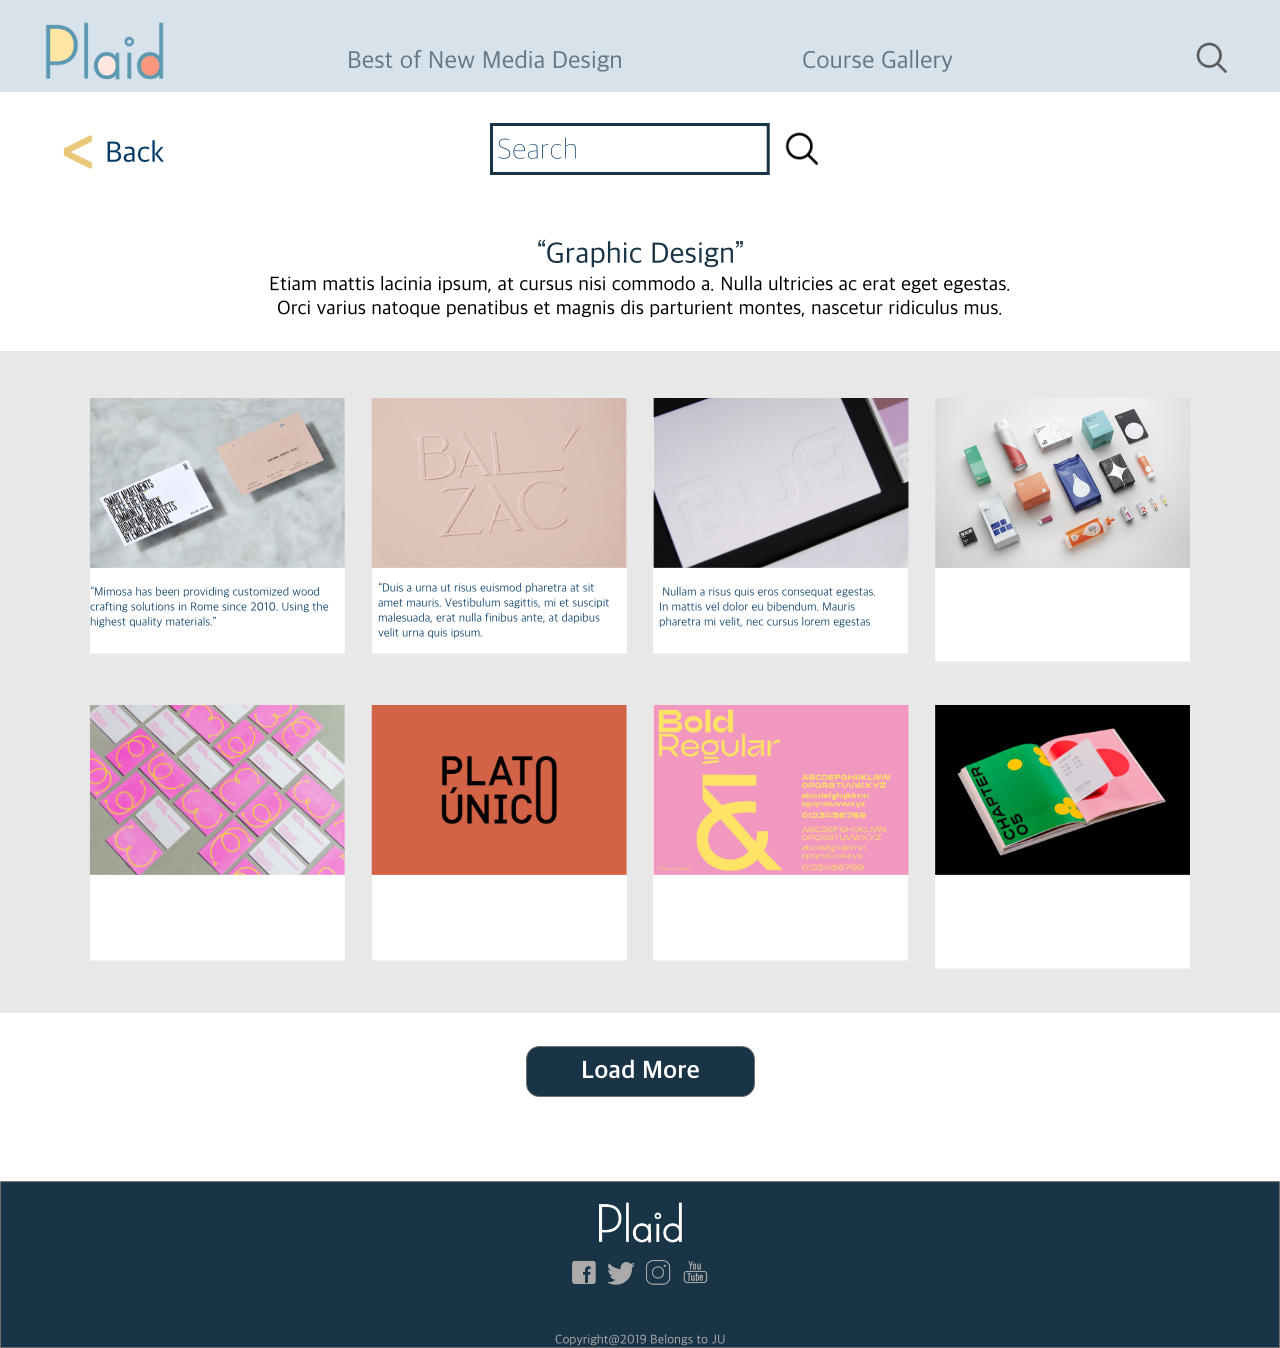 Plaid
Best of New Media Design
Course Gallery
< Back
Search
“Graphic Design”
Etiam mattis lacinia ipsum, at cursus nisi commodo a. Nulla ultricies ac erat eget egestas.
Orci varius natoque penatibus et magnis dis parturient montes, nascetur ridiculus mus.
SMART APARTMENTS
BY EMBLEM CAPITAL
BAL
ZAC
“Mimosa has been providing customized wood
crafting solutions in Rome since 2010. Using the
highest quality materials.”
“Duis a urna ut risus euismod pharetra at sit
amet mauris. Vestibulum sagittis, mi et suscipit
malesuada, erat nulla finibus ante, at dapibus
velit urna quis ipsum.
Nullam a risus quis eros consequat egestas.
In mattis vel dolor eu bibendum. Mauris
pharetra mi velit, nec cursus lorem egestas
PLATO
ÚNICO
Bold
Regular
&
ABCDEFGHIJKLMN
OPQRSTUVWXYZ
abcdefghijklmn
opqrstuvwxyz
0123456789
ABCDEFGHIJKLMN
OPQRSTUVWXYZ
abcdefghijklmn
opqrstuvwxyz
0123456789
CHAPTER
05
Load More
Plaid
You
Tube
Copyright@2019 Belongs to JU